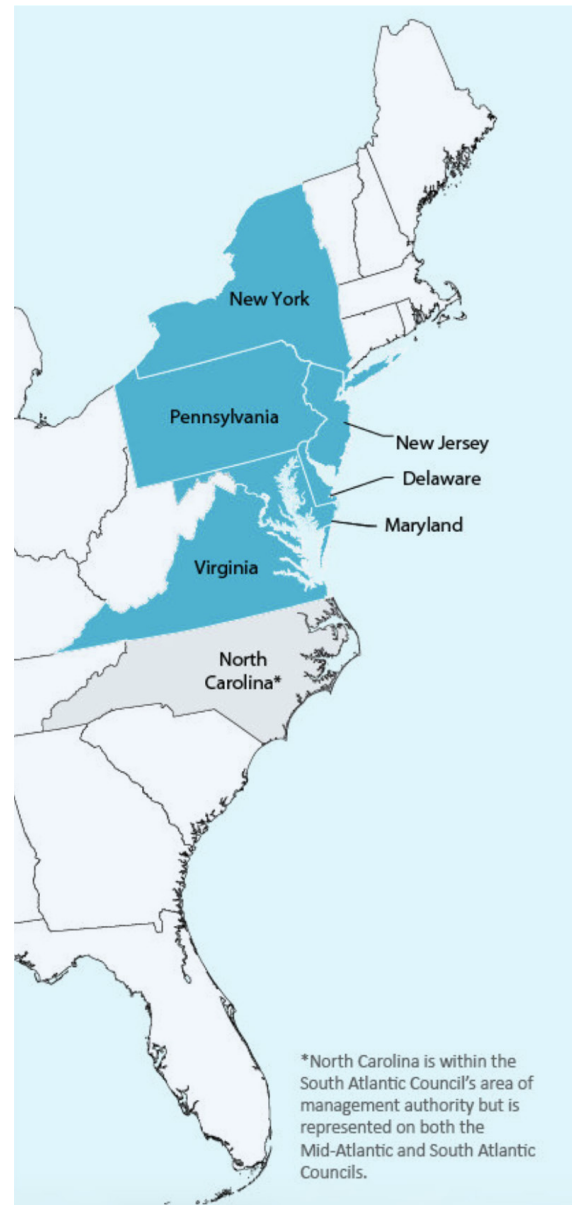 New York
Pennsylvania
New Jersey
Delaware
Maryland
Virginia
North
Carolina*
*North Carolina is within the
South Atlantic Council's area of
management authority but is
represented on both the
Mid-Atlantic and South Atlantic
Councils.